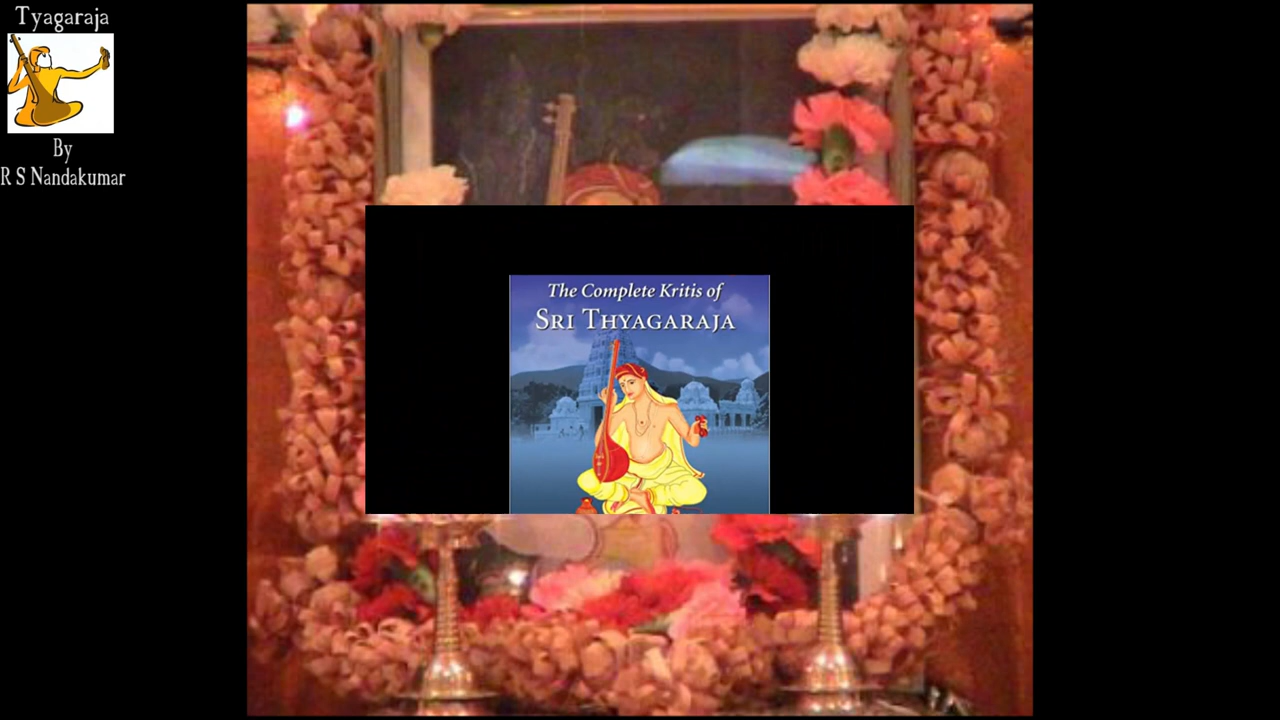 Tyagaraja
By
R S Nandakumar
The Complete Kritis of
SRI THYAGARAJA